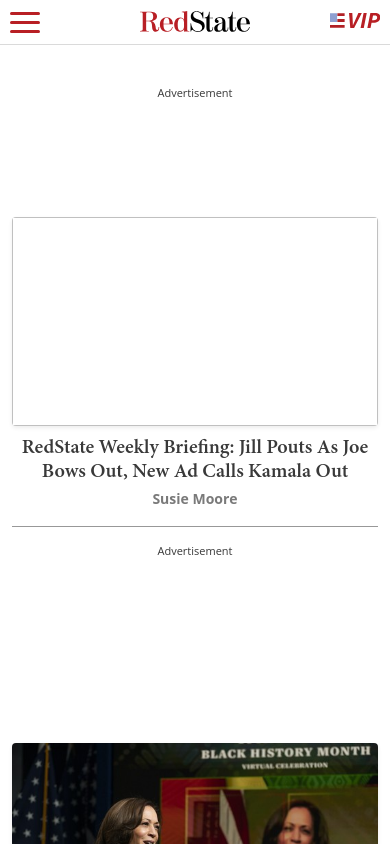 RedState
VIP
Advertisement
RedState Weekly Briefing: Jill Pouts As Joe
Bows Out, New Ad Calls Kamala Out
Susie Moore
Advertisement
BLACK HISTORY MONTH
VIRTUAL CELEBRATION